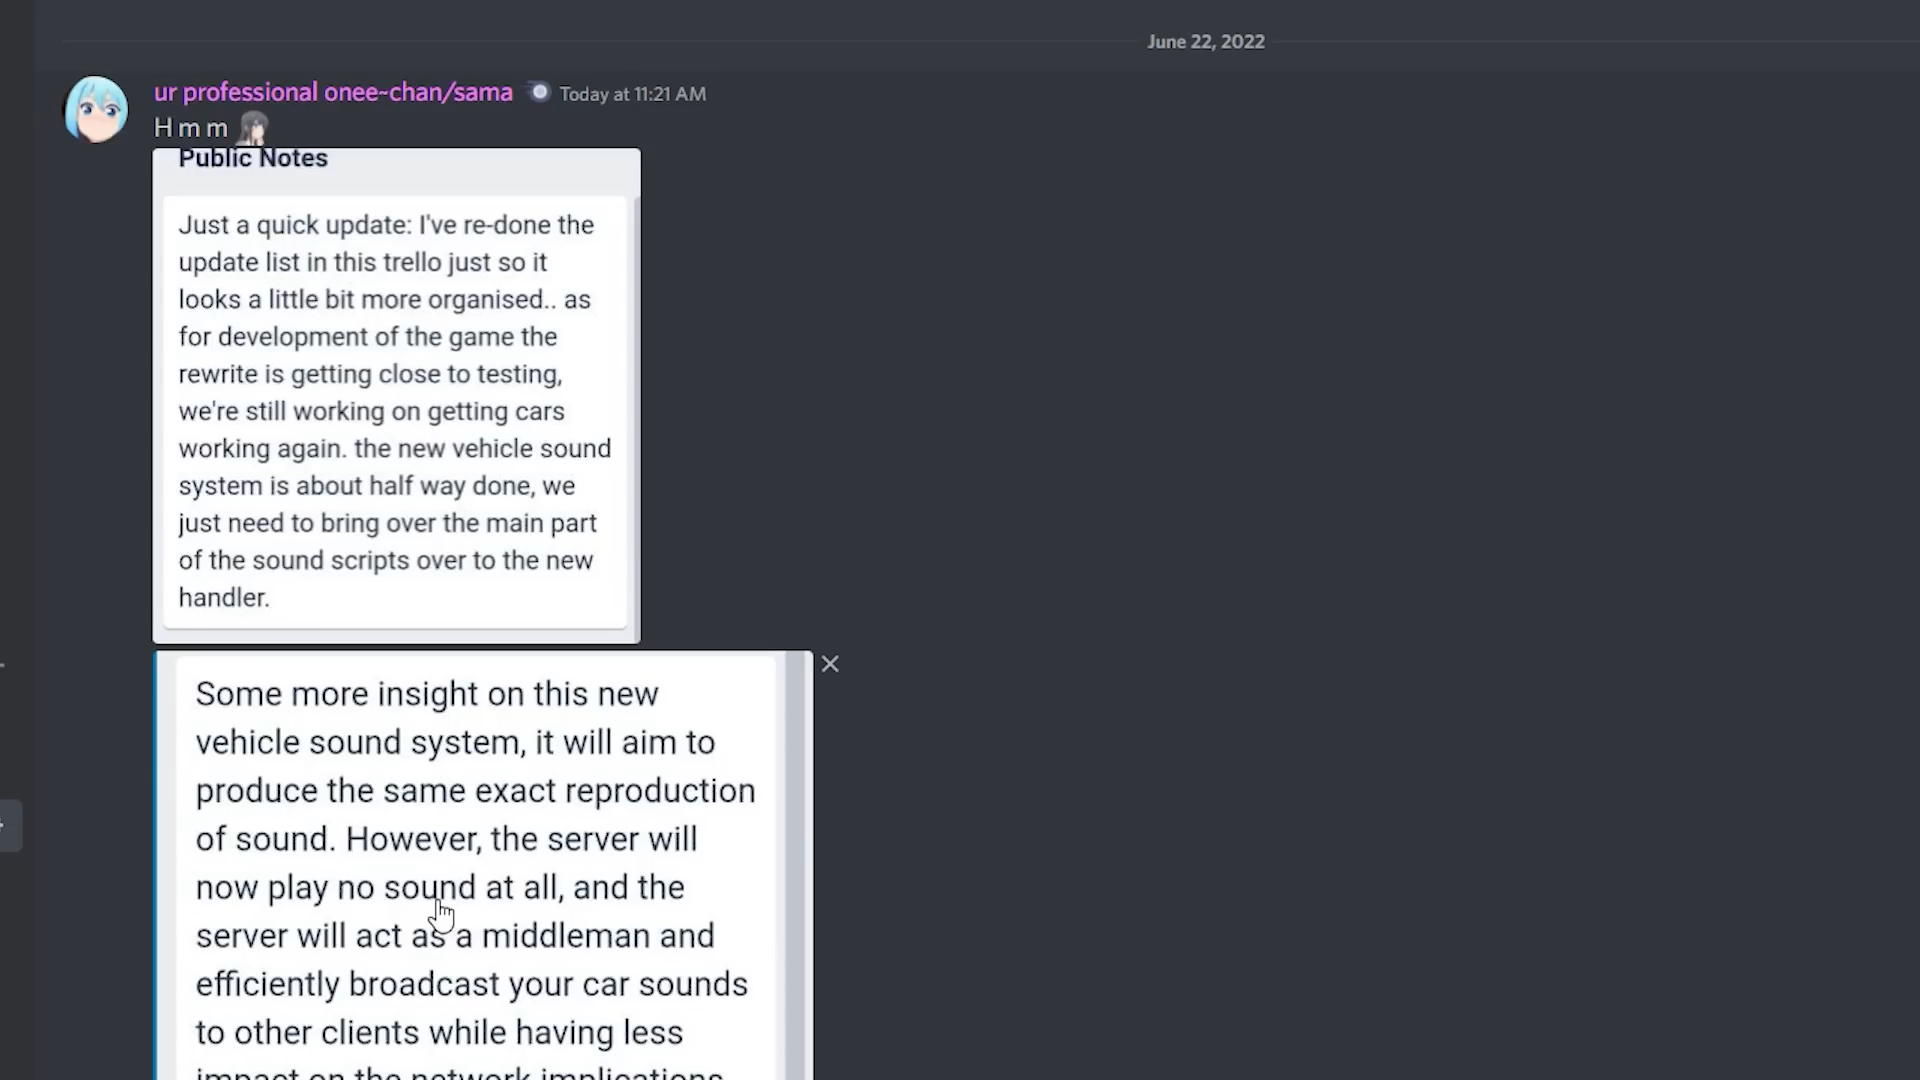 June 22, 2022
ur professional onee~chan/sama Today at 11:21 AM
H m m
Public Notes
Just a quick update: I've re-done the
update list in this trello just so it
looks a little bit more organised.. as
for development of the game the
rewrite is getting close to testing,
we're still working on getting cars
working again. the new vehicle sound
system is about half way done, we
just need to bring over the main part
of the sound scripts over to the new
handler.
Some more insight on this new
vehicle sound system, it will aim to
produce the same exact reproduction
of sound. However, the server will
now play no sound at all, and the
server will act as a middleman and
efficiently broadcast your car sounds
to other clients while having less
impact on the network implications